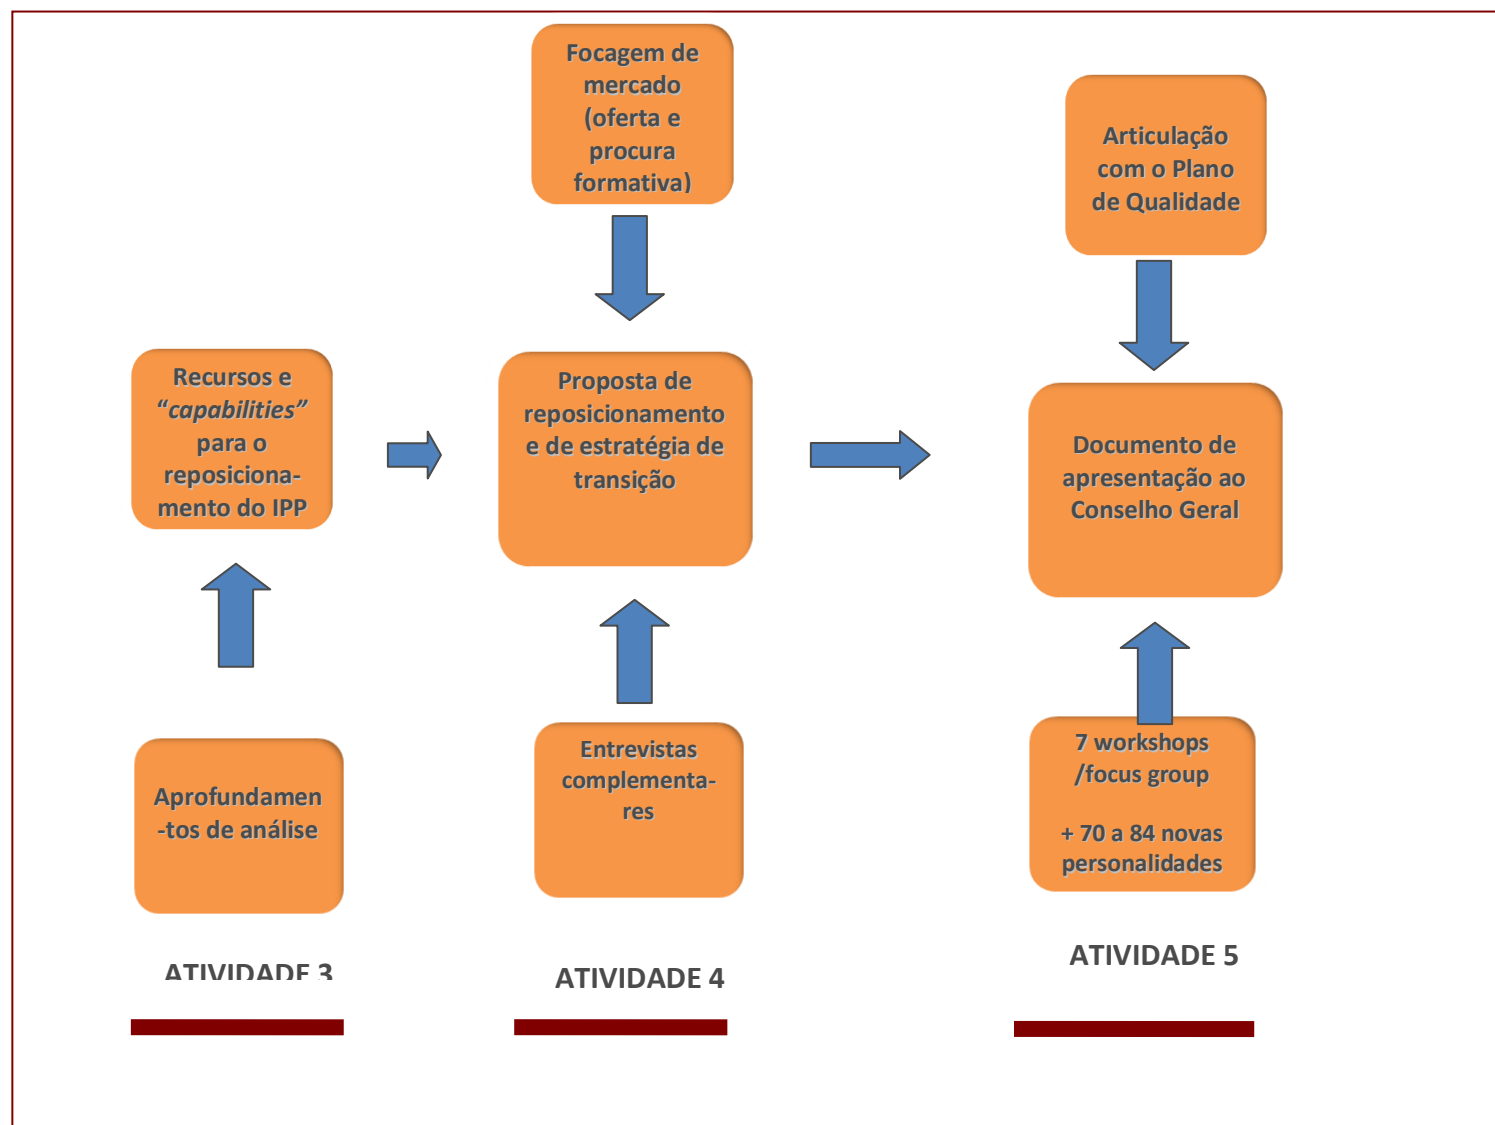 Focagem de
mercado
(oferta e
procura
formativa)
Articulação
com o Plano
de Qualidade
Recursos e
“capabilities”
para o
reposiciona-
mento do IPP
Proposta de
reposicionamento
e de estratégia de
transição
Documento de
apresentação ao
Conselho Geral
Aprofundamen
-tos de análise
Entrevistas
complementa-
res
7 workshops
/focus group
+ 70 a 84 novas
personalidades
ATIVIDADE 3
ATIVIDADE 4
ATIVIDADE 5